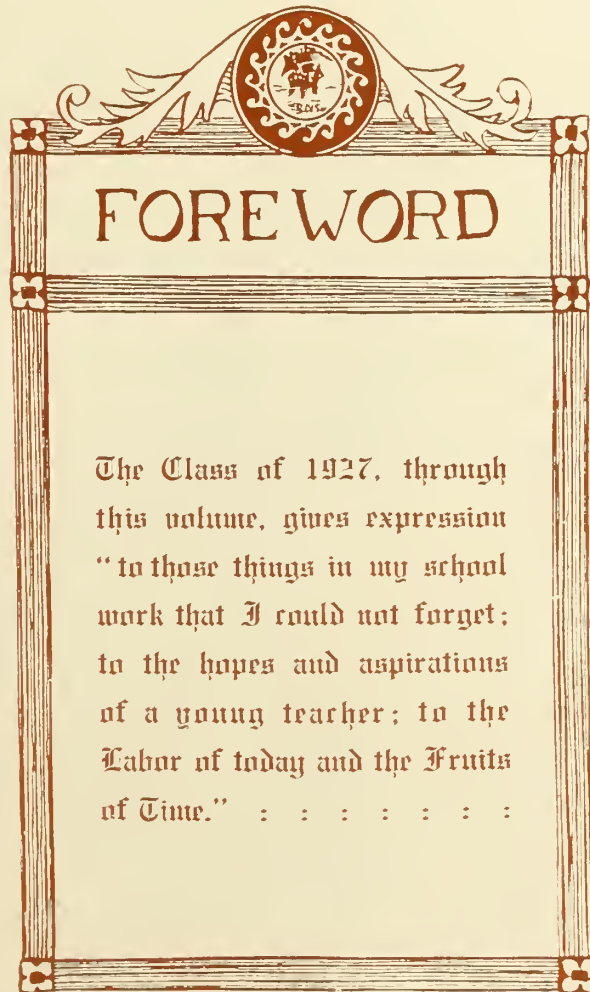 FOREWORD
The Class of 1927, through
this volume, gives expression
"to those things in my school
work that I could not forget;
to the hopes and aspirations
of a young teacher; to the
Labor of today and the Fruits
of Time." : : : : : : :